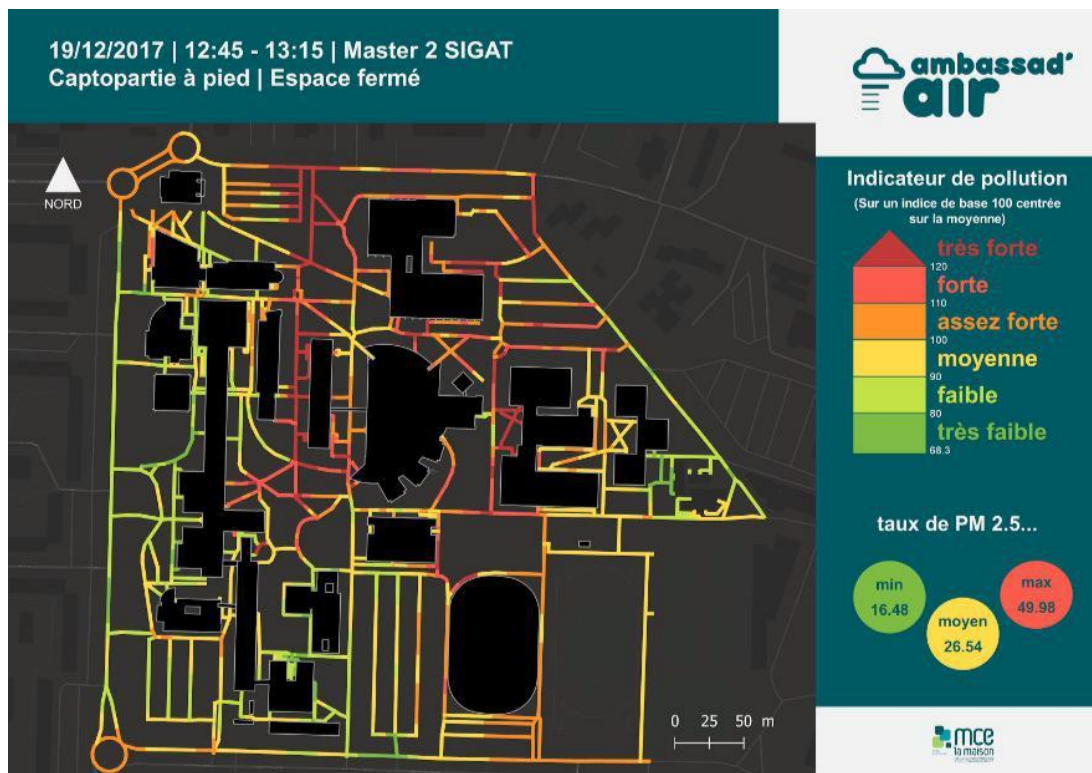 19/12/2017 | 12:45 - 13:15 | Master 2 SIGAT
Captopartie à pied | Espace fermé
ambassad'
air
NORD
Indicateur de pollution
(Sur un indice de base 100 centrée
sur la moyenne)
très forte
120
forte
110
assez forte
100
moyenne
90
faible
80
très faible
68.3
taux de PM 2.5...
min
16.48
moyen
26.54
max
49.98
0 25 50 m
mce
la maison